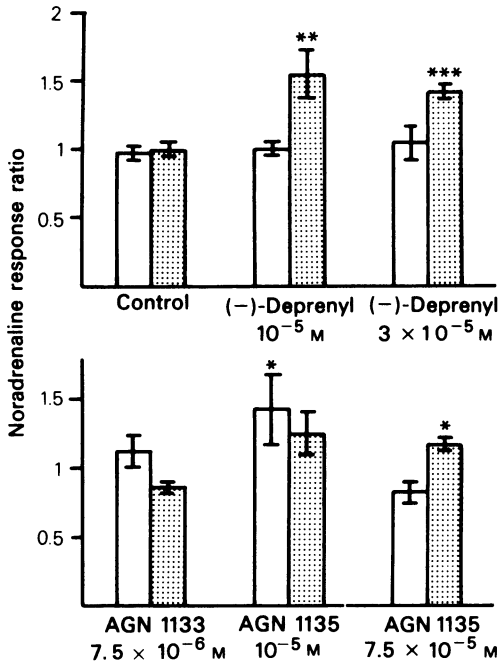 Noradrenaline response ratio
2
1.5
1
0.5
**
***
Control
(−)-Deprenyl
10⁻⁵ M
(−)-Deprenyl
3 × 10⁻⁵ M
1.5
1
0.5
*
*
AGN 1133
7.5 × 10⁻⁶ M
AGN 1135
10⁻⁵ M
AGN 1135
7.5 × 10⁻⁵ M